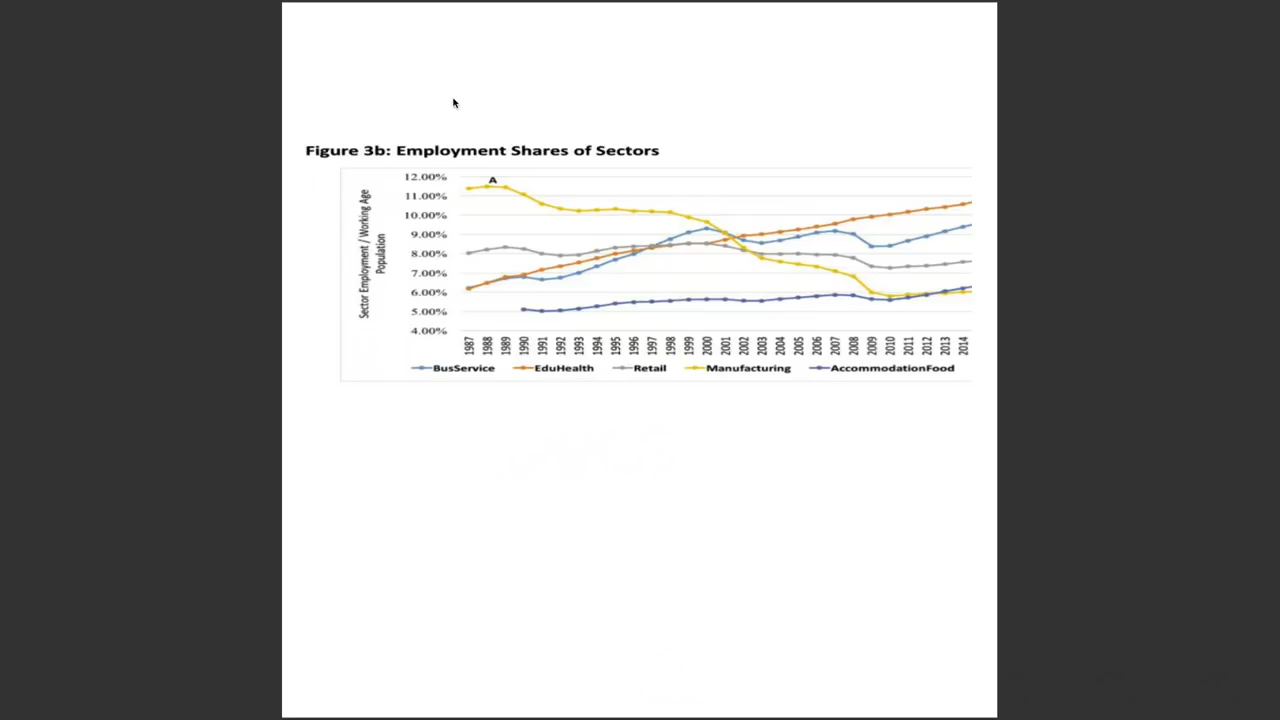 Figure 3b: Employment Shares of Sectors
A
12.00%
11.00%
10.00%
9.00%
8.00%
7.00%
6.00%
5.00%
4.00%
Sector Employment / Working Age
Population
1987 1988 1989 1990 1991 1992 1993 1994 1995 1996 1997 1998 1999 2000 2001 2002 2003 2004 2005 2006 2007 2008 2009 2010 2011 2012 2013 2014
BusService EduHealth Retail Manufacturing AccommodationFood